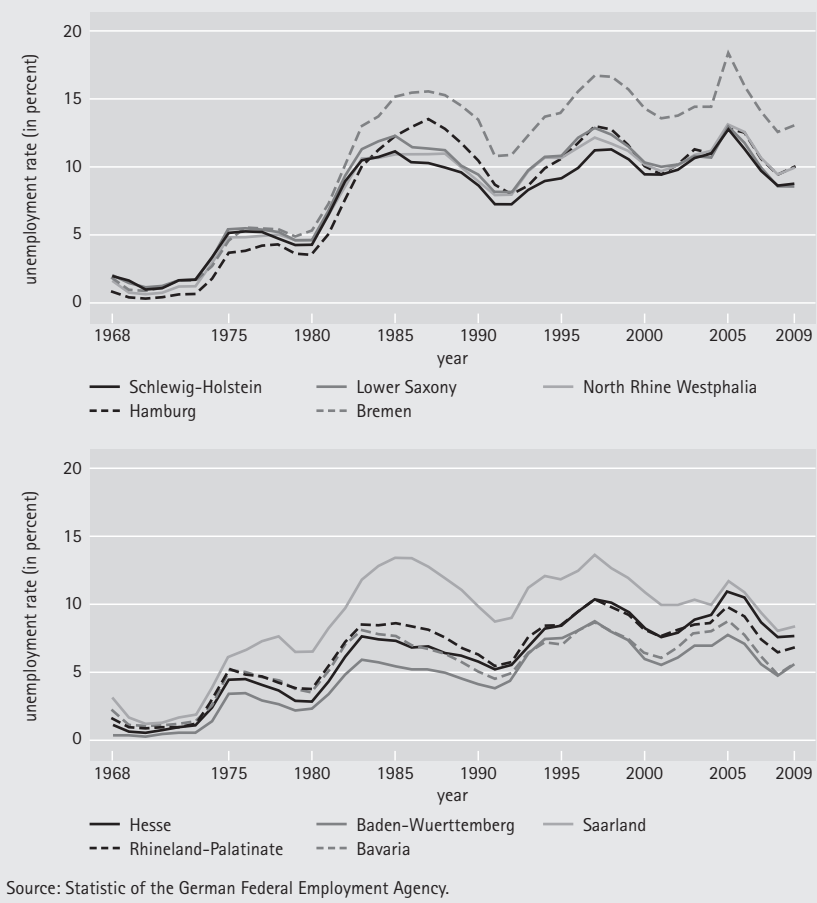 unemployment rate (in percent)
20
15
10
5
0
1968 1975 1980 1985 1990 1995 2000 2005 2009
year
Schlewig-Holstein Lower Saxony North Rhine Westphalia
Hamburg Bremen
unemployment rate (in percent)
20
15
10
5
0
1968 1975 1980 1985 1990 1995 2000 2005 2009
year
Hesse Baden-Wuerttemberg Saarland
Rhineland-Palatinate Bavaria
Source: Statistic of the German Federal Employment Agency.